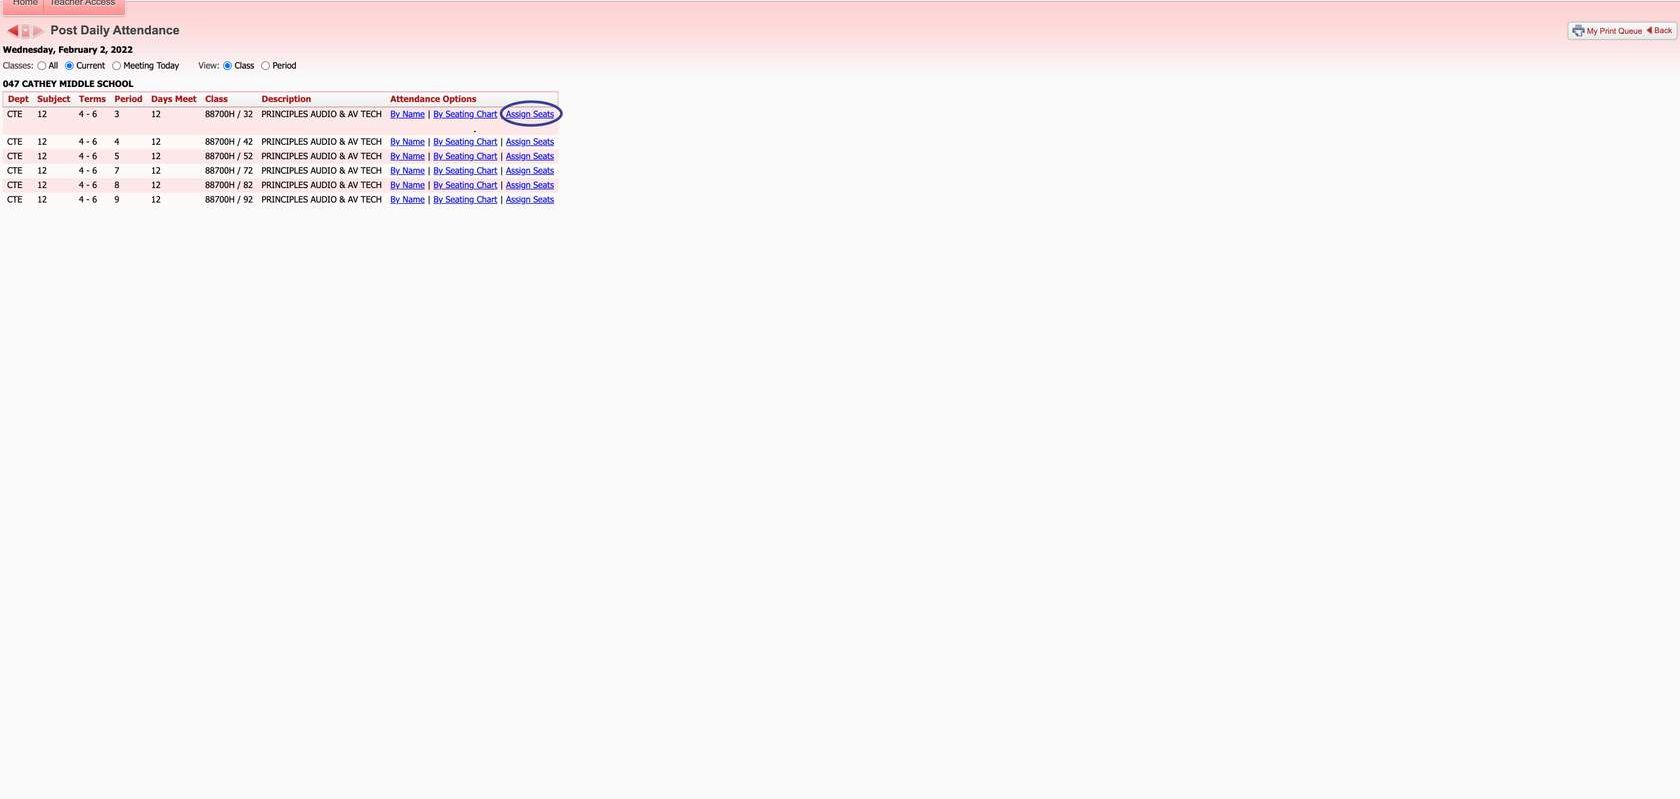 Home Teacher Access
Post Daily Attendance
My Print Queue Back
Wednesday, February 2, 2022
Classes: All Current Meeting Today View: Class Period
047 CATHEY MIDDLE SCHOOL
Dept Subject Terms Period Days Meet Class Description Attendance Options
CTE 12 4 - 6 3 12 88700H / 32 PRINCIPLES AUDIO & AV TECH By Name | By Seating Chart | Assign Seats
CTE 12 4 - 6 4 12 88700H / 42 PRINCIPLES AUDIO & AV TECH By Name | By Seating Chart | Assign Seats
CTE 12 4 - 6 5 12 88700H / 52 PRINCIPLES AUDIO & AV TECH By Name | By Seating Chart | Assign Seats
CTE 12 4 - 6 7 12 88700H / 72 PRINCIPLES AUDIO & AV TECH By Name | By Seating Chart | Assign Seats
CTE 12 4 - 6 8 12 88700H / 82 PRINCIPLES AUDIO & AV TECH By Name | By Seating Chart | Assign Seats
CTE 12 4 - 6 9 12 88700H / 92 PRINCIPLES AUDIO & AV TECH By Name | By Seating Chart | Assign Seats